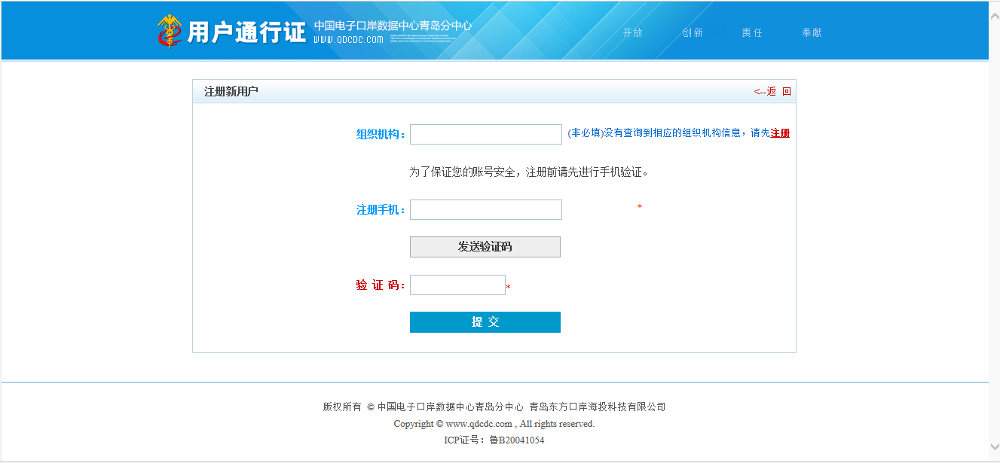 用户通行证 中国电子口岸数据中心青岛分中心
www.qdcdc.com
开放 创新 责任 奉献
注册新用户 <--返 回
组织机构： (非必填)没有查询到相应的组织机构信息，请先注册
为了保证您的账号安全，注册前请先进行手机验证。
注册手机： *
发送验证码
验 证 码： *
提 交
版权所有 © 中国电子口岸数据中心青岛分中心 青岛东方口岸海投科技有限公司
Copyright © www.qdcdc.com , All rights reserved.
ICP证号：鲁B20041054